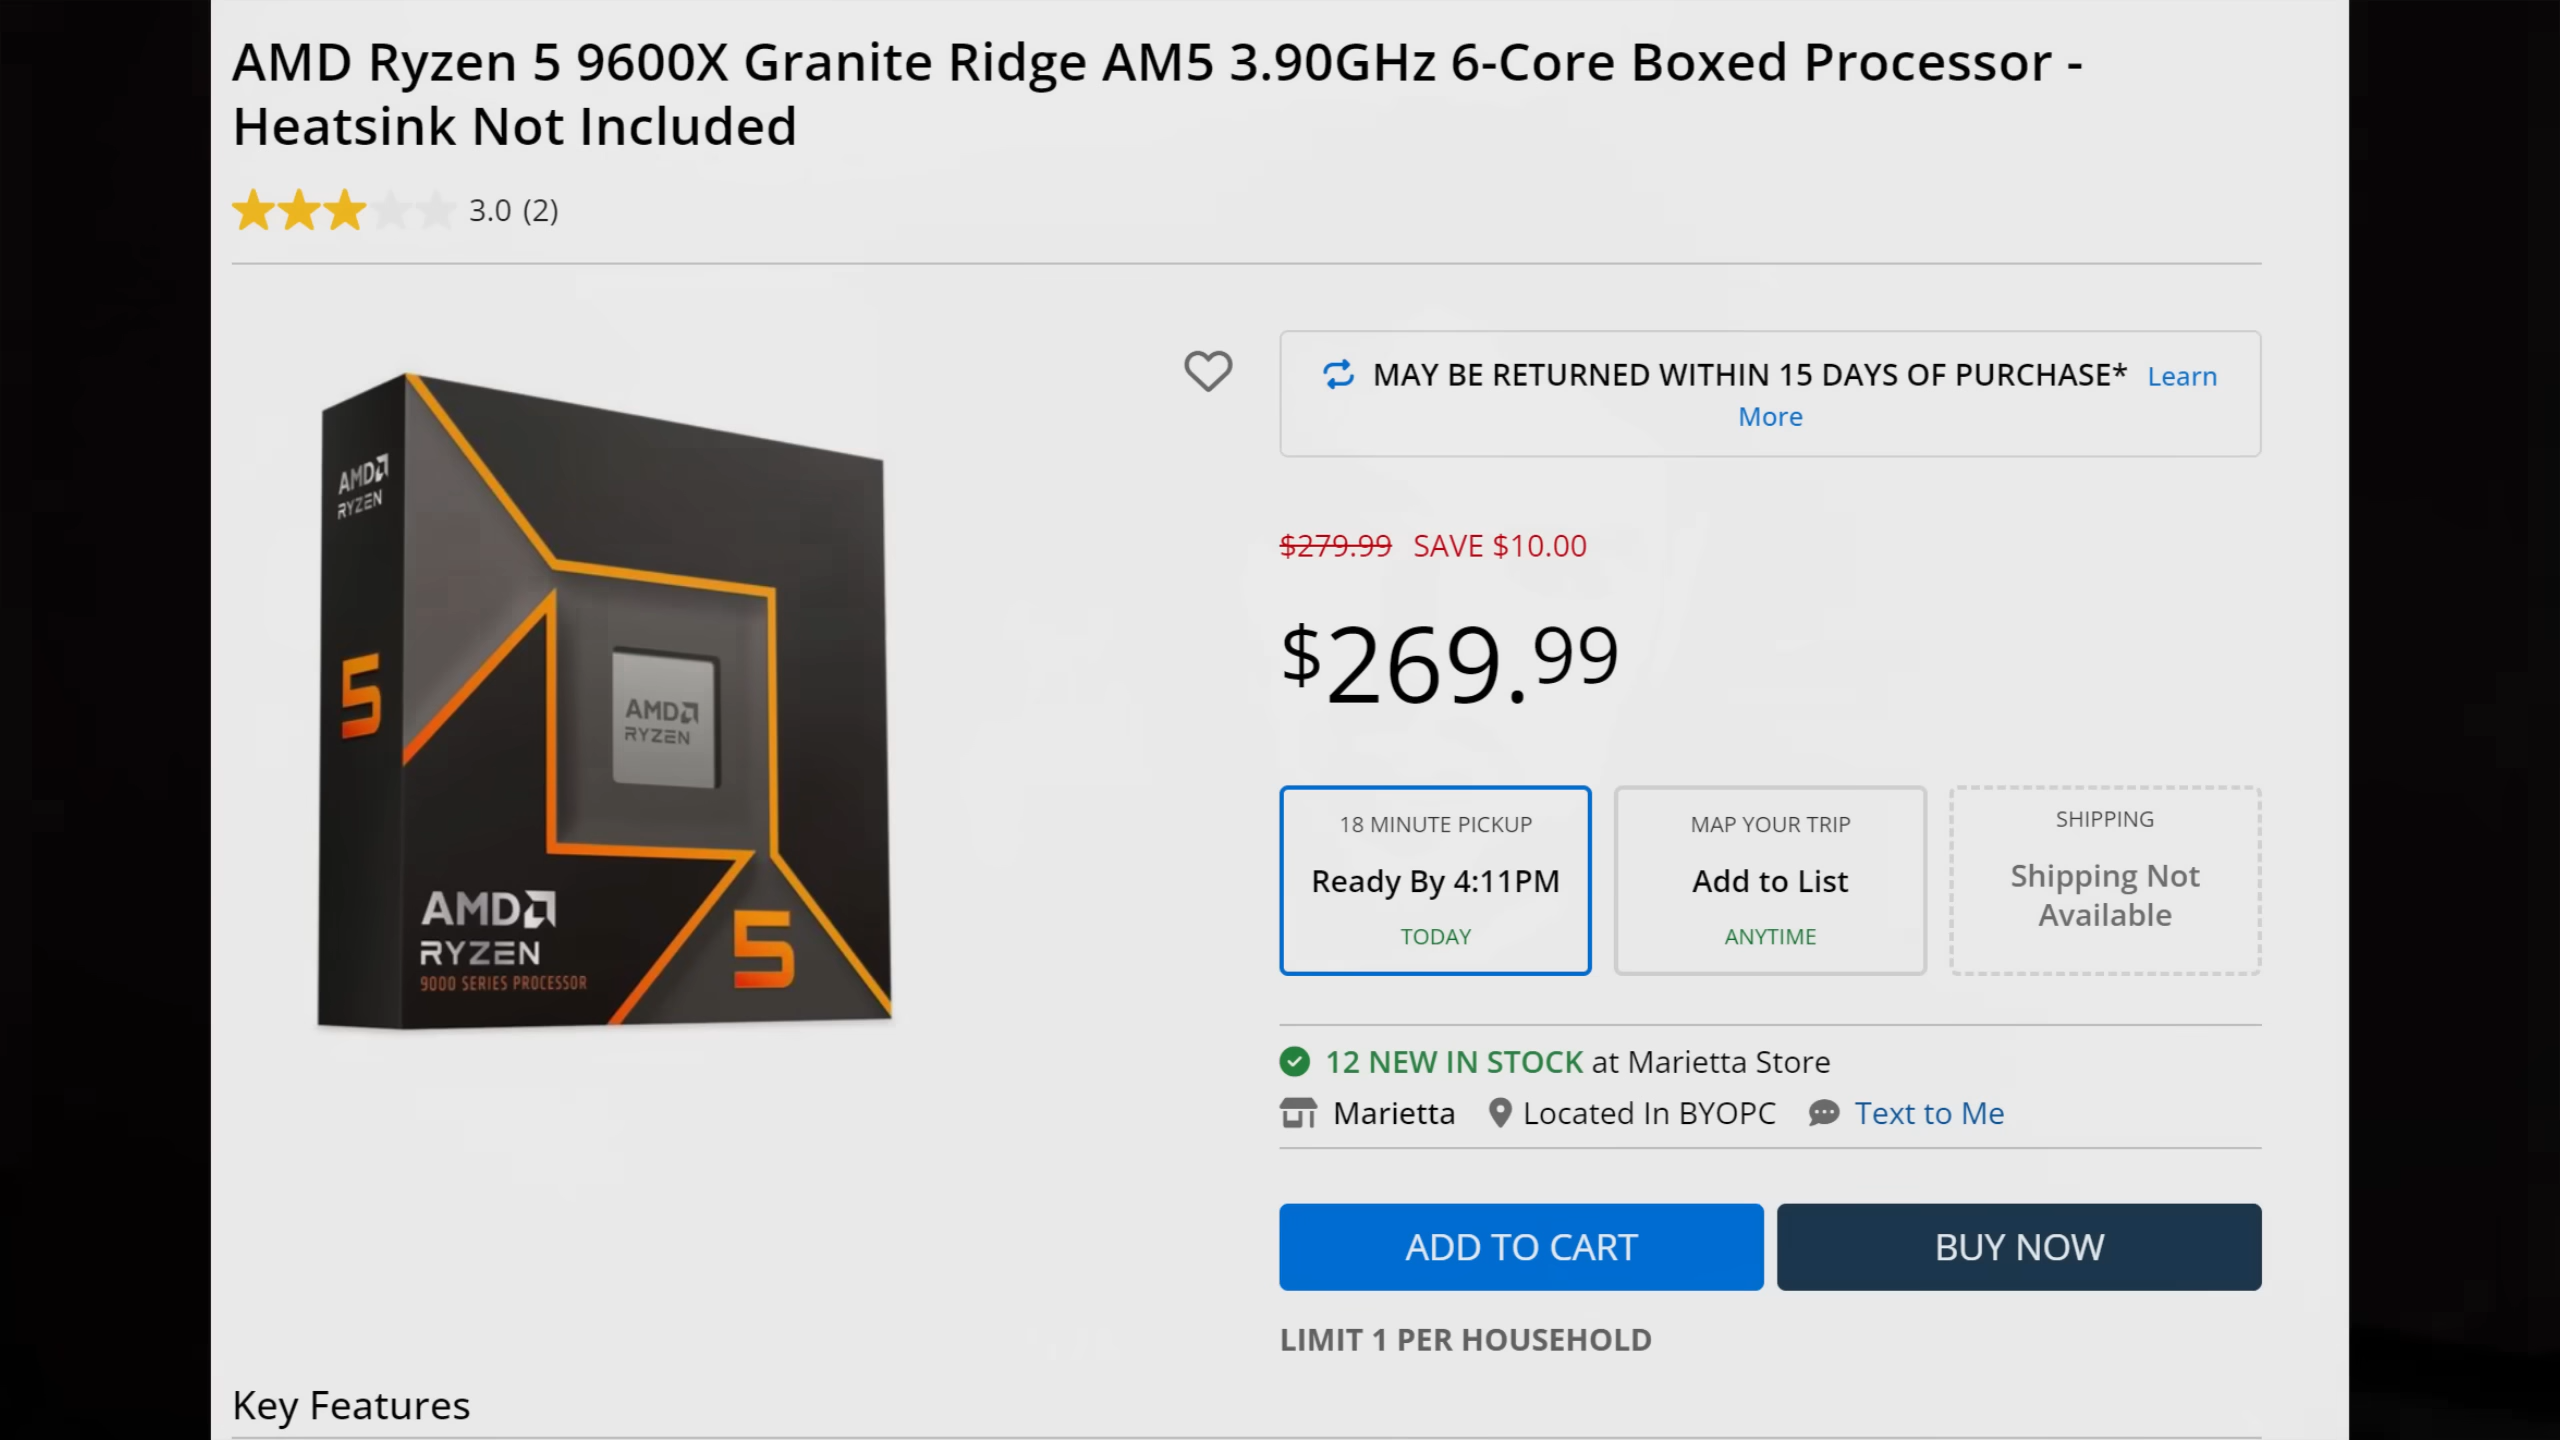 AMD Ryzen 5 9600X Granite Ridge AM5 3.90GHz 6-Core Boxed Processor -
Heatsink Not Included
3.0 (2)
AMD
RYZEN
5
AMD
RYZEN
AMD
RYZEN
9000 SERIES PROCESSOR
5
MAY BE RETURNED WITHIN 15 DAYS OF PURCHASE* Learn
More
$279.99 SAVE $10.00
$269.99
18 MINUTE PICKUP
Ready By 4:11PM
TODAY
MAP YOUR TRIP
Add to List
ANYTIME
SHIPPING
Shipping Not
Available
12 NEW IN STOCK at Marietta Store
Marietta Located In BYOPC Text to Me
ADD TO CART
BUY NOW
LIMIT 1 PER HOUSEHOLD
Key Features